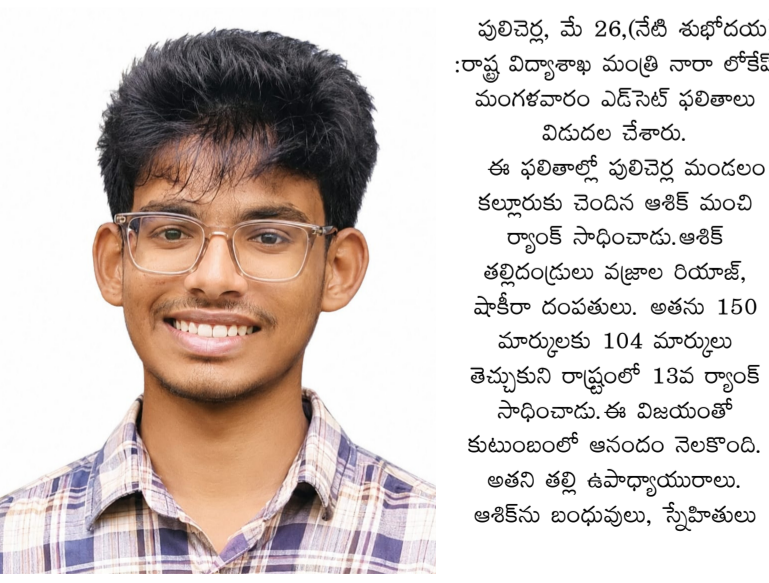 పులిచెర్ల, మే 26,(నేటి శుభోదయ
:రాష్ట్ర విద్యాశాఖ మంత్రి నారా లోకేష్
మంగళవారం ఎడ్‌సెట్ ఫలితాలు
విడుదల చేశారు.
ఈ ఫలితాల్లో పులిచెర్ల మండలం
కల్లూరుకు చెందిన ఆశిక్ మంచి
ర్యాంక్ సాధించాడు.ఆశిక్
తల్లిదండ్రులు వజ్రాల రియాజ్,
షాకీరా దంపతులు. అతను 150
మార్కులకు 104 మార్కులు
తెచ్చుకుని రాష్ట్రంలో 13వ ర్యాంక్
సాధించాడు.ఈ విజయంతో
కుటుంబంలో ఆనందం నెలకొంది.
అతని తల్లి ఉపాధ్యాయురాలు.
ఆశిక్‌ను బంధువులు, స్నేహితులు